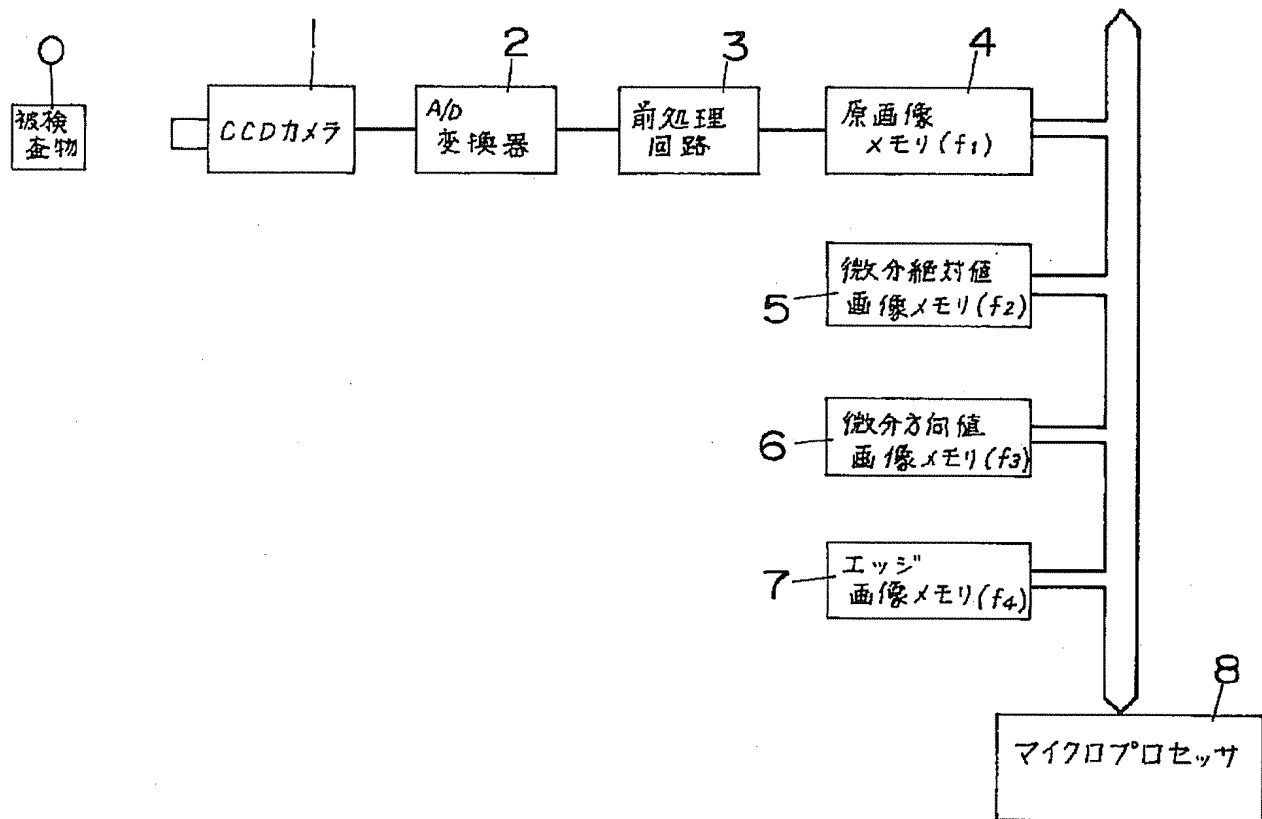 1
2
3
4
被検
査物
CCDカメラ
A/D
変換器
前処理
回路
原画像
メモリ(f1)
5
微分絶対値
画像メモリ(f2)
6
微分方向値
画像メモリ(f3)
7
エッジ
画像メモリ(f4)
8
マイクロプロセッサ